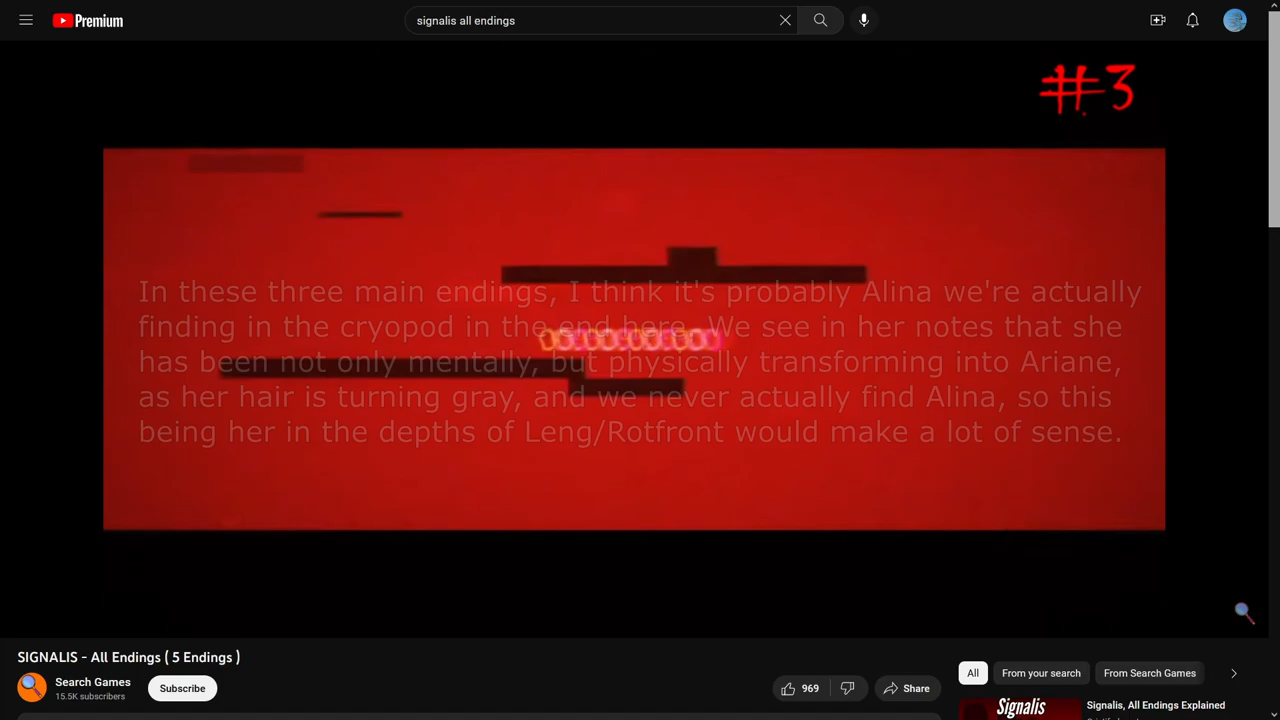 Premium
signalis all endings
#3
In these three main endings, I think it's probably Alina we're actually
finding in the cryopod in the end here. We see in her notes that she
has been not only mentally, but physically transforming into Ariane,
as her hair is turning gray, and we never actually find Alina, so this
being her in the depths of Leng/Rotfront would make a lot of sense.
SIGNALIS - All Endings ( 5 Endings )
Search Games
15.5K subscribers
Subscribe
969
Share
All
From your search
From Search Games
Signalis
Signalis, All Endings Explained